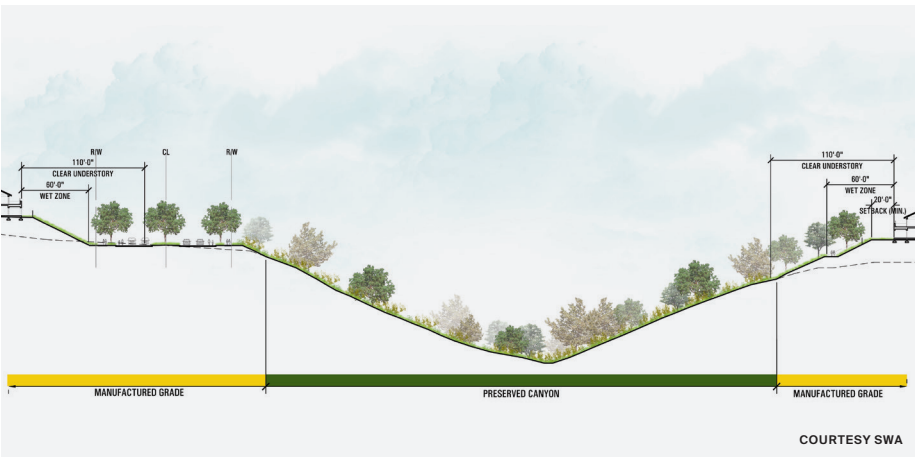 R/W
CL
R/W
110'-0"
CLEAR UNDERSTORY
60'-0"
WET ZONE
110'-0"
CLEAR UNDERSTORY
60'-0"
WET ZONE
20'-0"
SETBACK (MIN.)
MANUFACTURED GRADE
PRESERVED CANYON
MANUFACTURED GRADE
COURTESY SWA